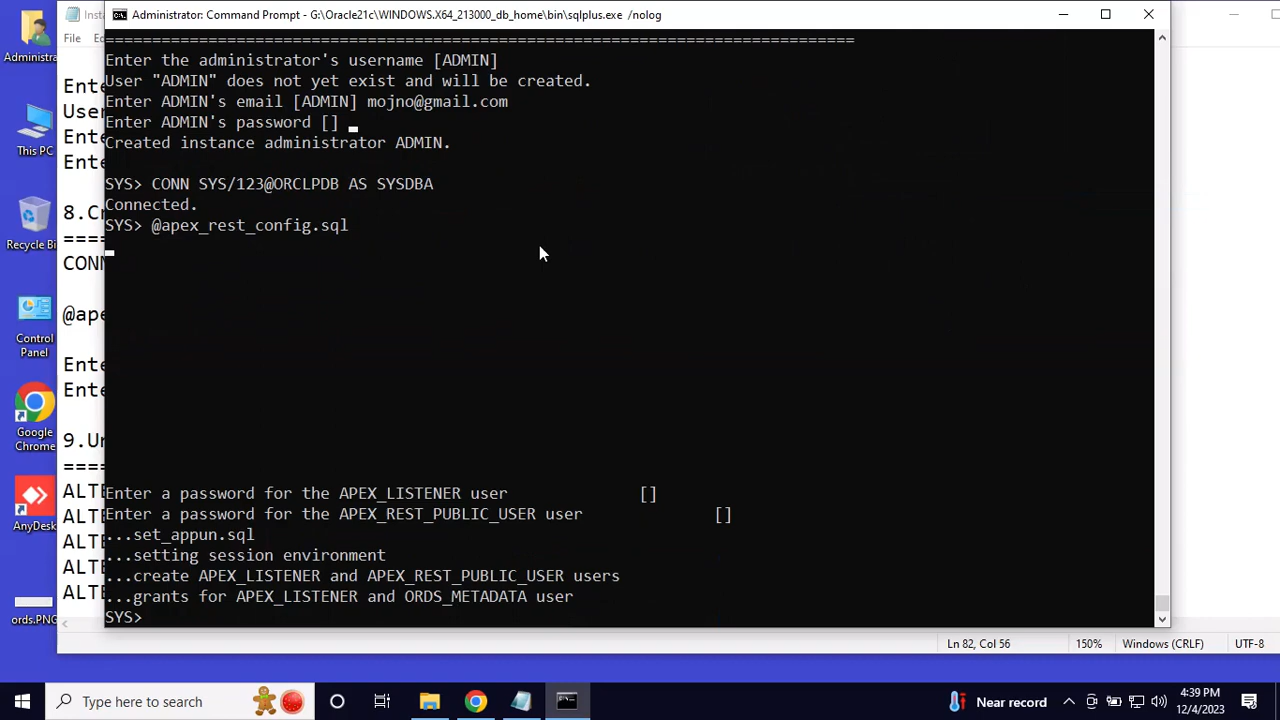 Administrator: Command Prompt - G:\Oracle21c\WINDOWS.X64_213000_db_home\bin\sqlplus.exe /nolog
================================================================================
Enter the administrator's username [ADMIN]
User "ADMIN" does not yet exist and will be created.
Enter ADMIN's email [ADMIN] mojno@gmail.com
Enter ADMIN's password []
Created instance administrator ADMIN.
SYS> CONN SYS/123@ORCLPDB AS SYSDBA
Connected.
SYS> @apex_rest_config.sql
Enter a password for the APEX_LISTENER user []
Enter a password for the APEX_REST_PUBLIC_USER user []
...set_appun.sql
...setting session environment
...create APEX_LISTENER and APEX_REST_PUBLIC_USER users
...grants for APEX_LISTENER and ORDS_METADATA user
SYS>
Inst
File
Ente
User
Ente
Ente
8.Cr
====
CONN
@ape
Ente
Ente
9.Un
====
ALTE
ALTE
ALTE
ALTE
ALTE
Administra
This PC
Recycle Bi
Control
Panel
Google
Chrome
AnyDesk
ords.PNG
Ln 82, Col 56
150%
Windows (CRLF)
UTF-8
Type here to search
Near record
4:39 PM
12/4/2023